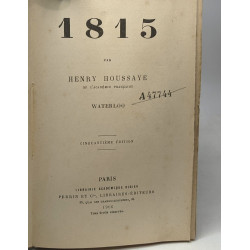 1815
PAR
HENRY HOUSSAYE
DE L'ACADÉMIE FRANÇAISE
WATERLOO
A47744
CINQUANTIÈME ÉDITION
PARIS
LIBRAIRIE ACADÉMIQUE DIDIER
PERRIN ET Cie, LIBRAIRES-ÉDITEURS